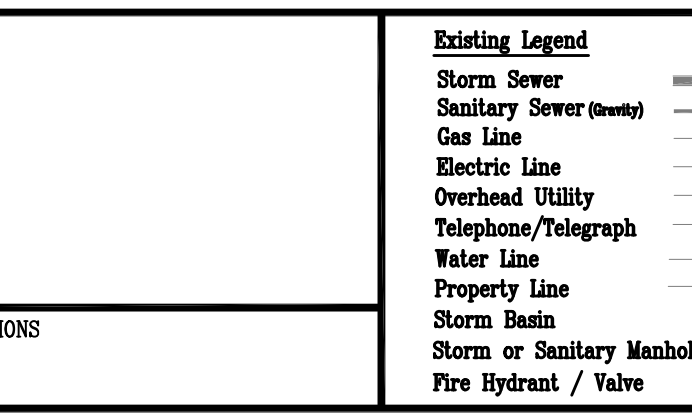 Existing Legend
Storm Sewer
Sanitary Sewer (Gravity)
Gas Line
Electric Line
Overhead Utility
Telephone/Telegraph
Water Line
Property Line
Storm Basin
Storm or Sanitary Manhol
Fire Hydrant / Valve
IONS